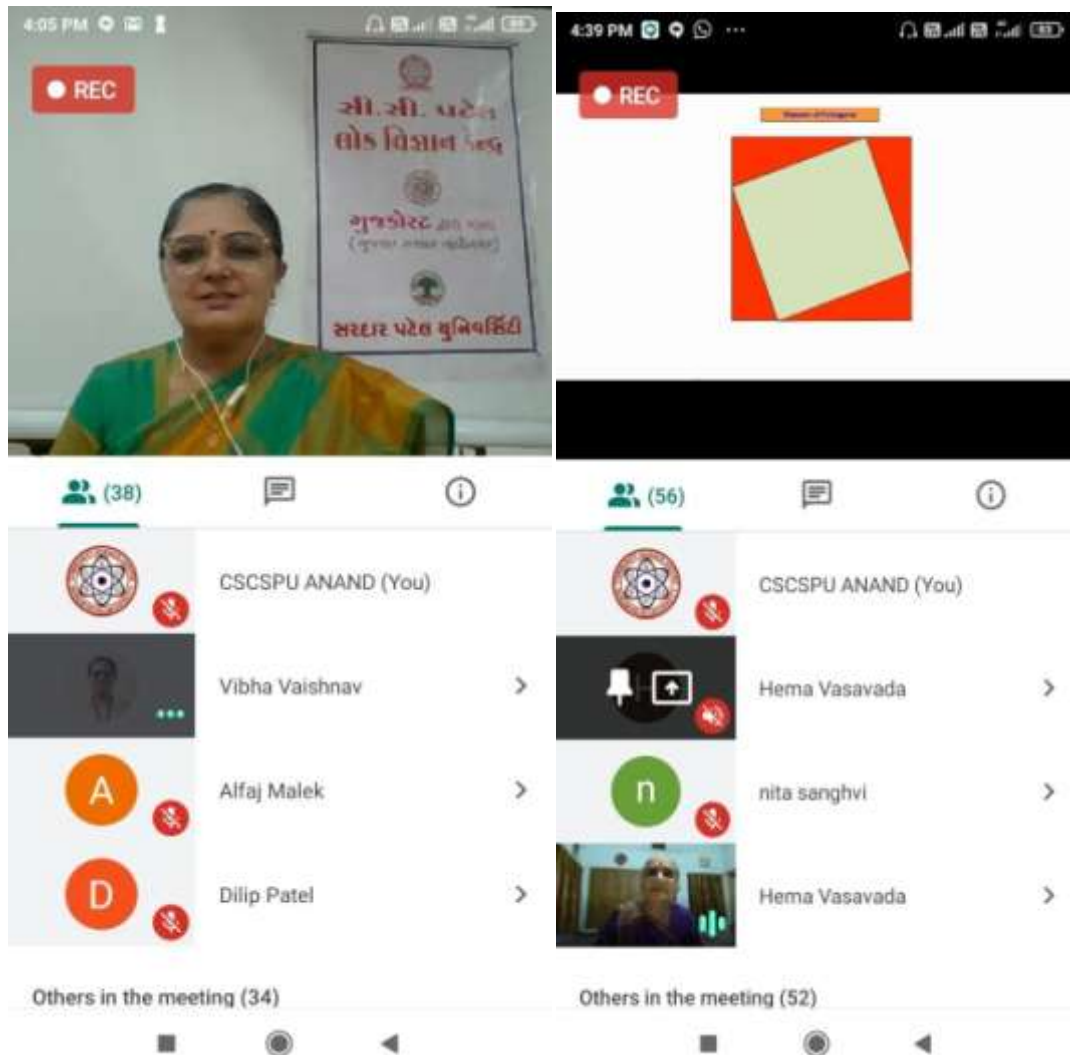 4:05 PM
REC
સી. સી. પટેલ
લોક વિજ્ઞાન કેન્દ્ર
ગુજકોસ્ટ
સરદાર પટેલ યુનિવર્સિટી
(38)
CSCSPU ANAND (You)
Vibha Vaishnav
A
Alfaj Malek
D
Dilip Patel
Others in the meeting (34)
4:39 PM
REC
(56)
CSCSPU ANAND (You)
Hema Vasavada
n
nita sanghvi
Hema Vasavada
Others in the meeting (52)